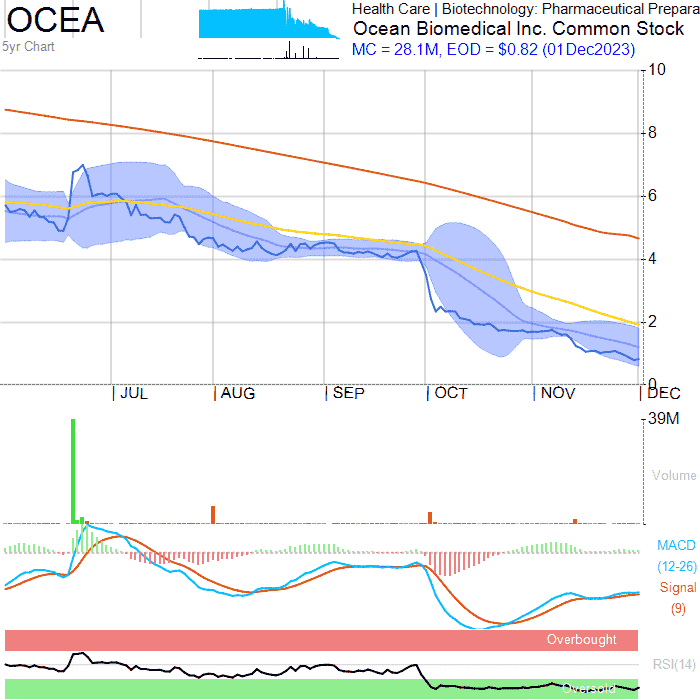 OCEA
5yr Chart
Health Care | Biotechnology: Pharmaceutical Prepara
Ocean Biomedical Inc. Common Stock
MC = 28.1M, EOD = $0.82 (01Dec2023)
10
8
6
4
2
0
JUL
AUG
SEP
OCT
NOV
DEC
39M
Volume
MACD
(12-26)
Signal
(9)
Overbought
RSI(14)
Oversold